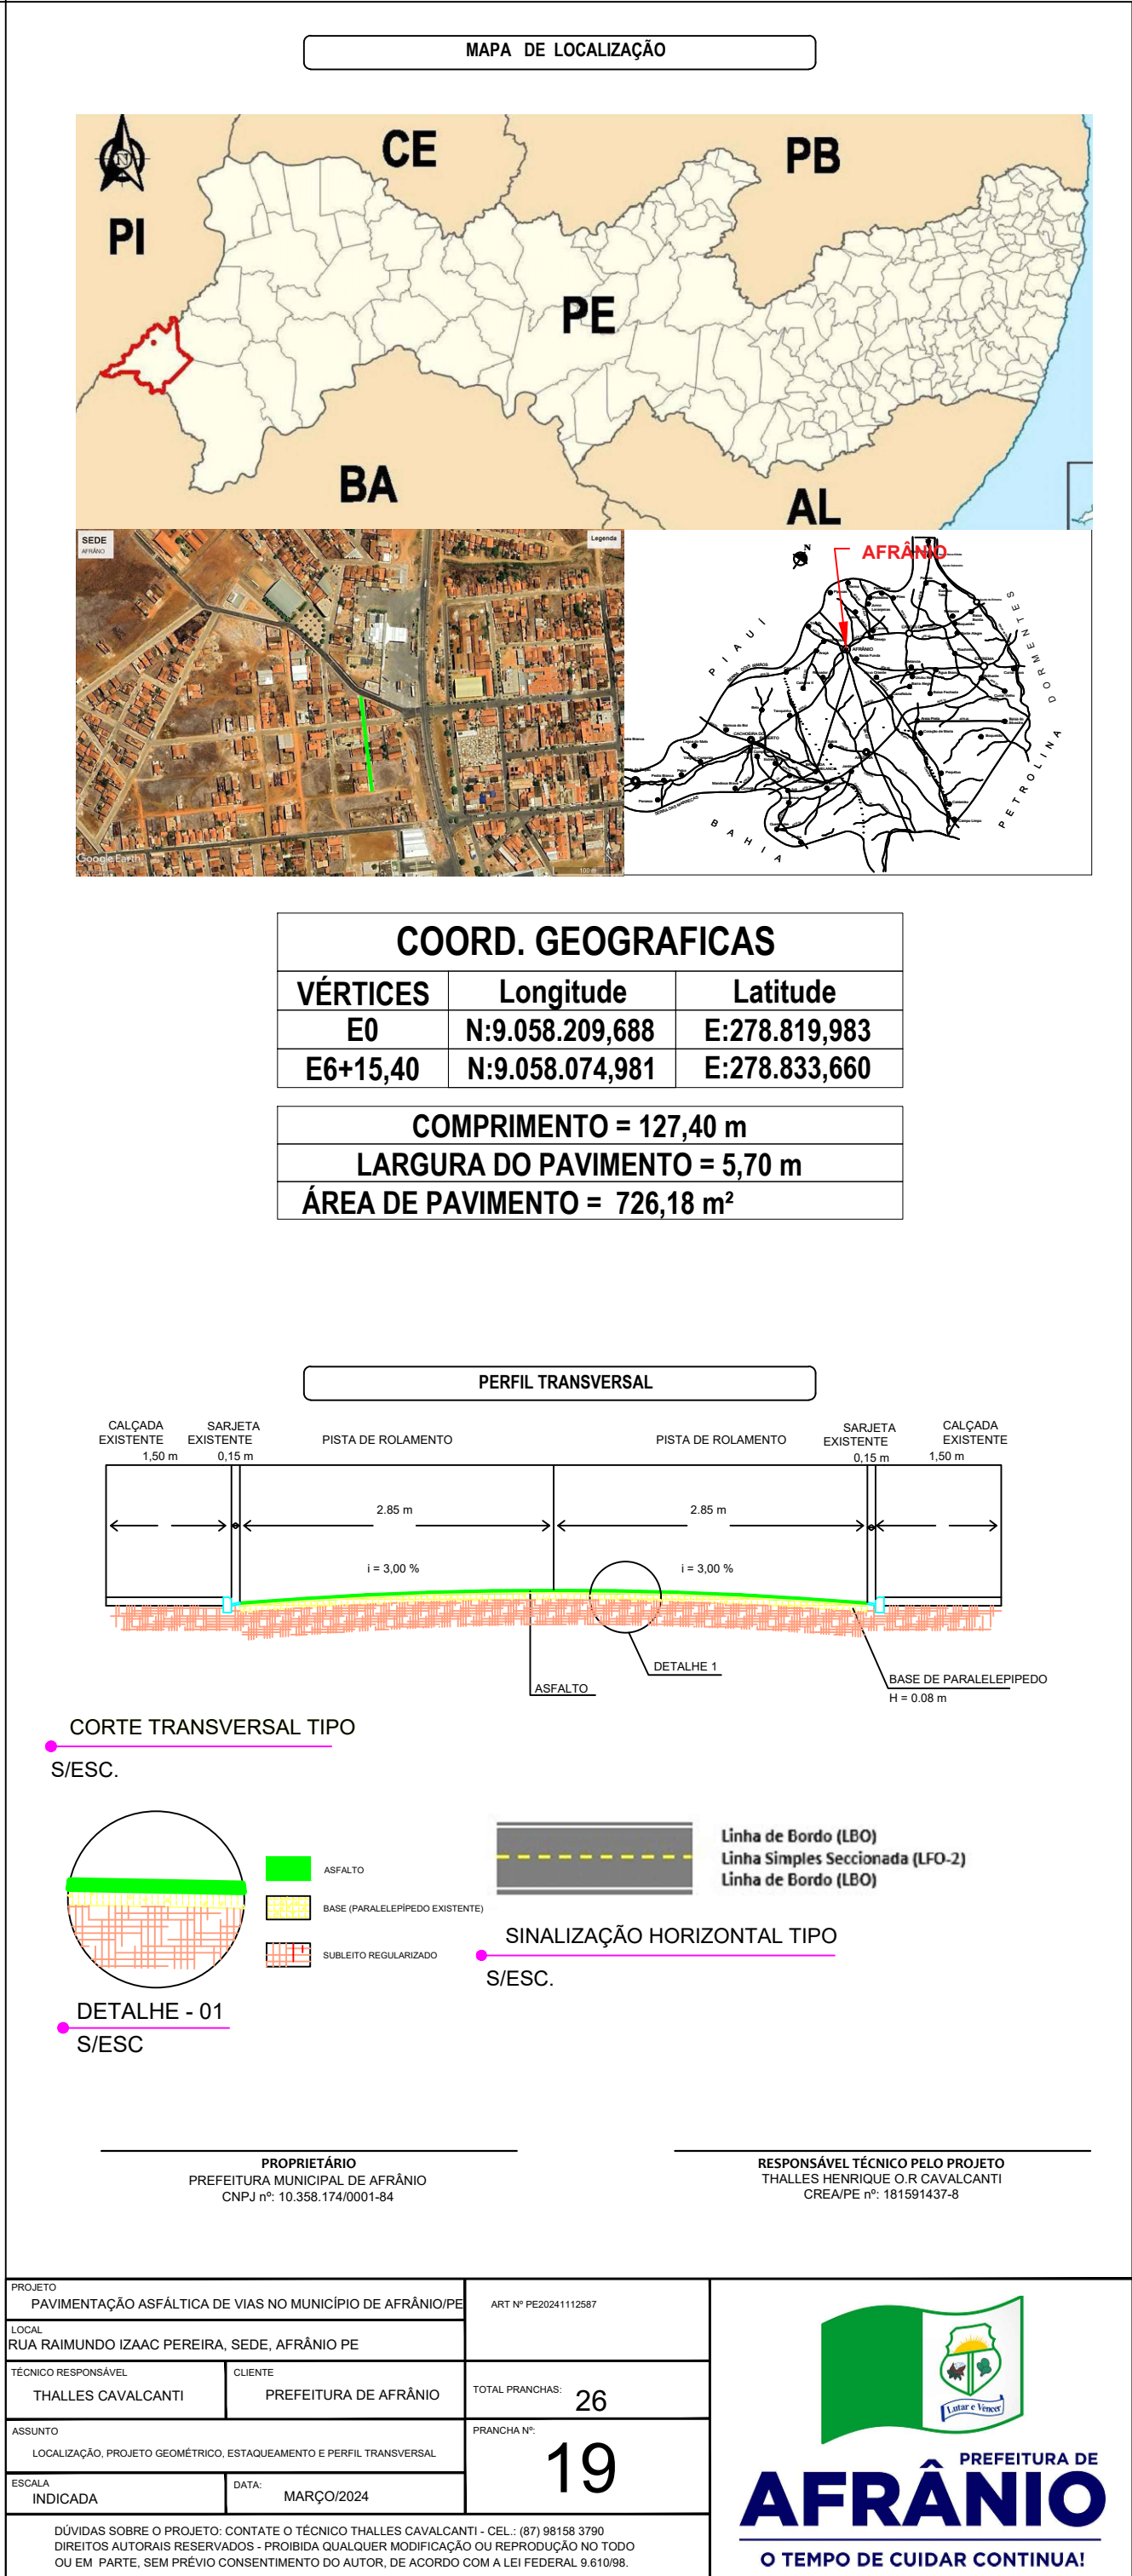 MAPA DE LOCALIZAÇÃO
CE
PB
PI
PE
BA
AL
SEDE
AFRÂNIO
Legenda
Google Earth
100 m
N
AFRÂNIO
PIAUÍ
DORMENTES
PETROLINA
BAHIA
AFRÂNIO
COORD. GEOGRAFICAS
VÉRTICES Longitude Latitude
E0 N:9.058.209,688 E:278.819,983
E6+15,40 N:9.058.074,981 E:278.833,660
COMPRIMENTO = 127,40 m
LARGURA DO PAVIMENTO = 5,70 m
ÁREA DE PAVIMENTO = 726,18 m²
PERFIL TRANSVERSAL
CALÇADA EXISTENTE 1,50 m
SARJETA EXISTENTE 0,15 m
PISTA DE ROLAMENTO
PISTA DE ROLAMENTO
SARJETA EXISTENTE 0,15 m
CALÇADA EXISTENTE 1,50 m
2.85 m
2.85 m
i = 3,00 %
i = 3,00 %
DETALHE 1
ASFALTO
BASE DE PARALELEPIPEDO
H = 0.08 m
CORTE TRANSVERSAL TIPO
S/ESC.
ASFALTO
BASE (PARALELEPÍPEDO EXISTENTE)
SUBLEITO REGULARIZADO
DETALHE - 01
S/ESC
Linha de Bordo (LBO)
Linha Simples Seccionada (LFO-2)
Linha de Bordo (LBO)
SINALIZAÇÃO HORIZONTAL TIPO
S/ESC.
PROPRIETÁRIO
PREFEITURA MUNICIPAL DE AFRÂNIO
CNPJ nº: 10.358.174/0001-84
RESPONSÁVEL TÉCNICO PELO PROJETO
THALLES HENRIQUE O.R CAVALCANTI
CREA/PE nº: 181591437-8
PROJETO
PAVIMENTAÇÃO ASFÁLTICA DE VIAS NO MUNICÍPIO DE AFRÂNIO/PE
ART Nº PE20241112587
LOCAL
RUA RAIMUNDO IZAAC PEREIRA, SEDE, AFRÂNIO PE
TÉCNICO RESPONSÁVEL
THALLES CAVALCANTI
CLIENTE
PREFEITURA DE AFRÂNIO
TOTAL PRANCHAS: 26
ASSUNTO
LOCALIZAÇÃO, PROJETO GEOMÉTRICO, ESTAQUEAMENTO E PERFIL TRANSVERSAL
PRANCHA Nº:
19
ESCALA
INDICADA
DATA:
MARÇO/2024
DÚVIDAS SOBRE O PROJETO: CONTATE O TÉCNICO THALLES CAVALCANTI - CEL.: (87) 98158 3790
DIREITOS AUTORAIS RESERVADOS - PROIBIDA QUALQUER MODIFICAÇÃO OU REPRODUÇÃO NO TODO
OU EM PARTE, SEM PRÉVIO CONSENTIMENTO DO AUTOR, DE ACORDO COM A LEI FEDERAL 9.610/98.
Lutar e Vencer
PREFEITURA DE
AFRÂNIO
O TEMPO DE CUIDAR CONTINUA!